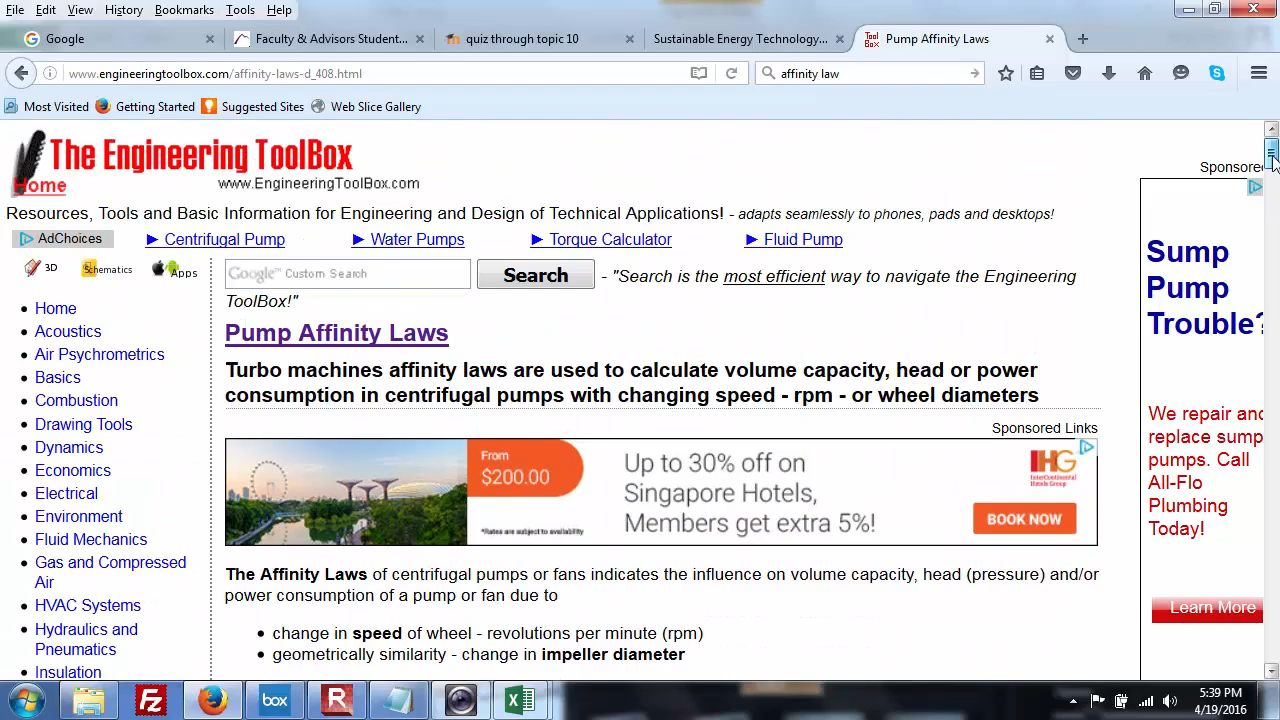 File Edit View History Bookmarks Tools Help
Google
Faculty & Advisors Student...
quiz through topic 10
Sustainable Energy Technology...
Pump Affinity Laws
www.engineeringtoolbox.com/affinity-laws-d_408.html
affinity law
Most Visited Getting Started Suggested Sites Web Slice Gallery
The Engineering ToolBox
Home
www.EngineeringToolBox.com
Resources, Tools and Basic Information for Engineering and Design of Technical Applications! - adapts seamlessly to phones, pads and desktops!
AdChoices ► Centrifugal Pump ► Water Pumps ► Torque Calculator ► Fluid Pump
3D Schematics Apps
Google™ Custom Search Search - "Search is the most efficient way to navigate the Engineering
ToolBox!"
Home
Acoustics
Air Psychrometrics
Basics
Combustion
Drawing Tools
Dynamics
Economics
Electrical
Environment
Fluid Mechanics
Gas and Compressed
Air
HVAC Systems
Hydraulics and
Pneumatics
Insulation
Pump Affinity Laws
Turbo machines affinity laws are used to calculate volume capacity, head or power
consumption in centrifugal pumps with changing speed - rpm - or wheel diameters
Sponsored Links
From
$200.00
*Rates are subject to availability
Up to 30% off on
Singapore Hotels,
Members get extra 5%!
IHG
InterContinental
Hotels Group
BOOK NOW
The Affinity Laws of centrifugal pumps or fans indicates the influence on volume capacity, head (pressure) and/or
power consumption of a pump or fan due to
change in speed of wheel - revolutions per minute (rpm)
geometrically similarity - change in impeller diameter
Sponsore
Sump
Pump
Trouble?
We repair and
replace sump
pumps. Call
All-Flo
Plumbing
Today!
Learn More
box
5:39 PM
4/19/2016